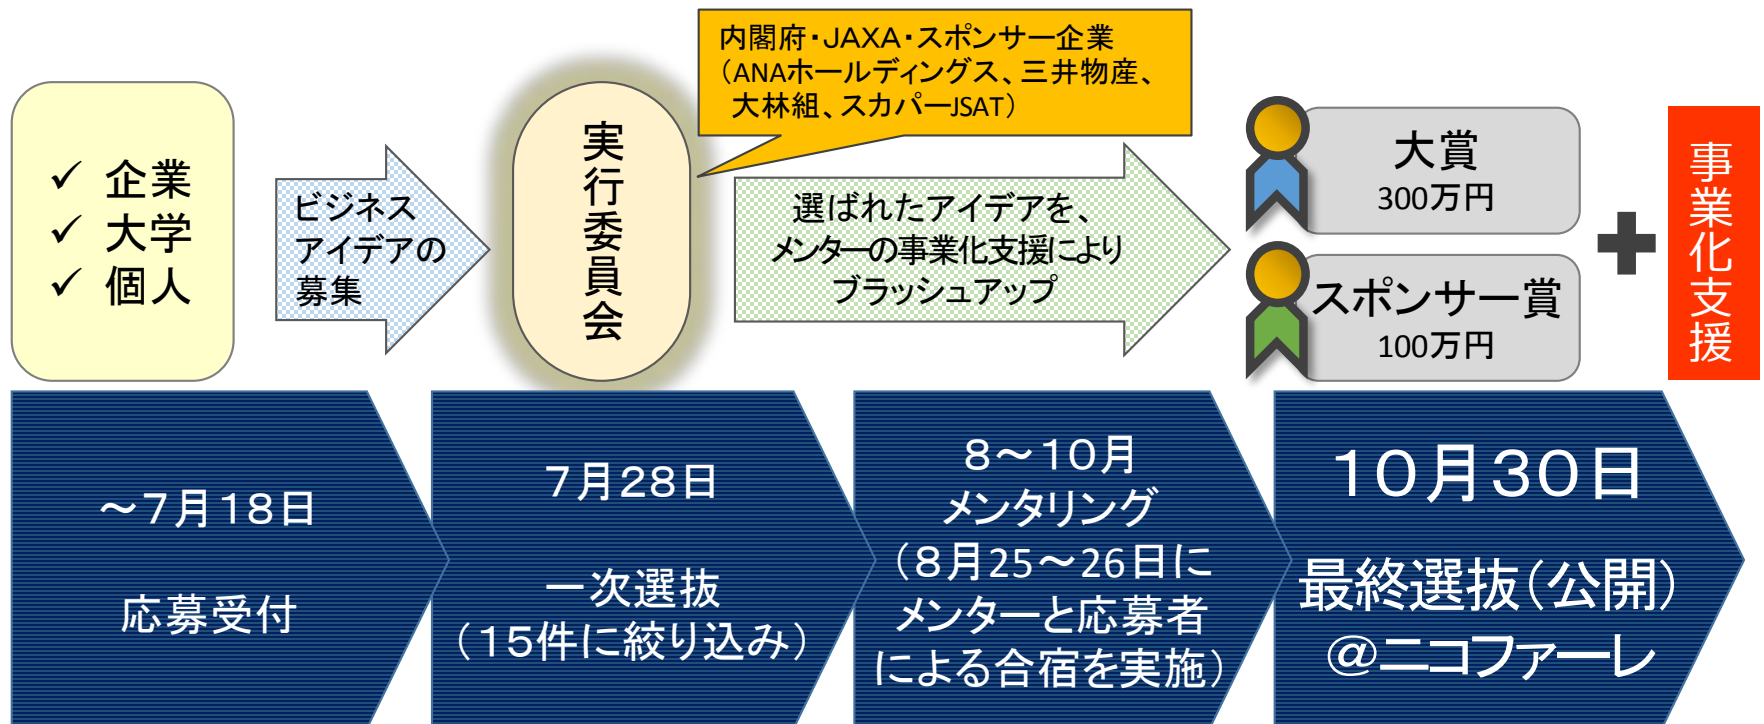 ✓ 企業
✓ 大学
✓ 個人
ビジネス
アイデアの
募集
実行委員会
内閣府・JAXA・スポンサー企業
（ANAホールディングス、三井物産、
大林組、スカパーJSAT）
選ばれたアイデアを、
メンターの事業化支援により
ブラッシュアップ
大賞
300万円
スポンサー賞
100万円
事業化支援
～7月18日
応募受付
7月28日
一次選抜
（15件に絞り込み）
8～10月
メンタリング
（8月25～26日に
メンターと応募者
による合宿を実施）
10月30日
最終選抜（公開）
＠ニコファーレ